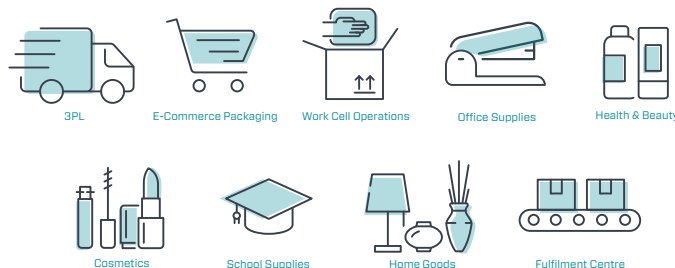 3PL
E-Commerce Packaging
Work Cell Operations
Office Supplies
Health & Beauty
Cosmetics
School Supplies
Home Goods
Fulfilment Centre